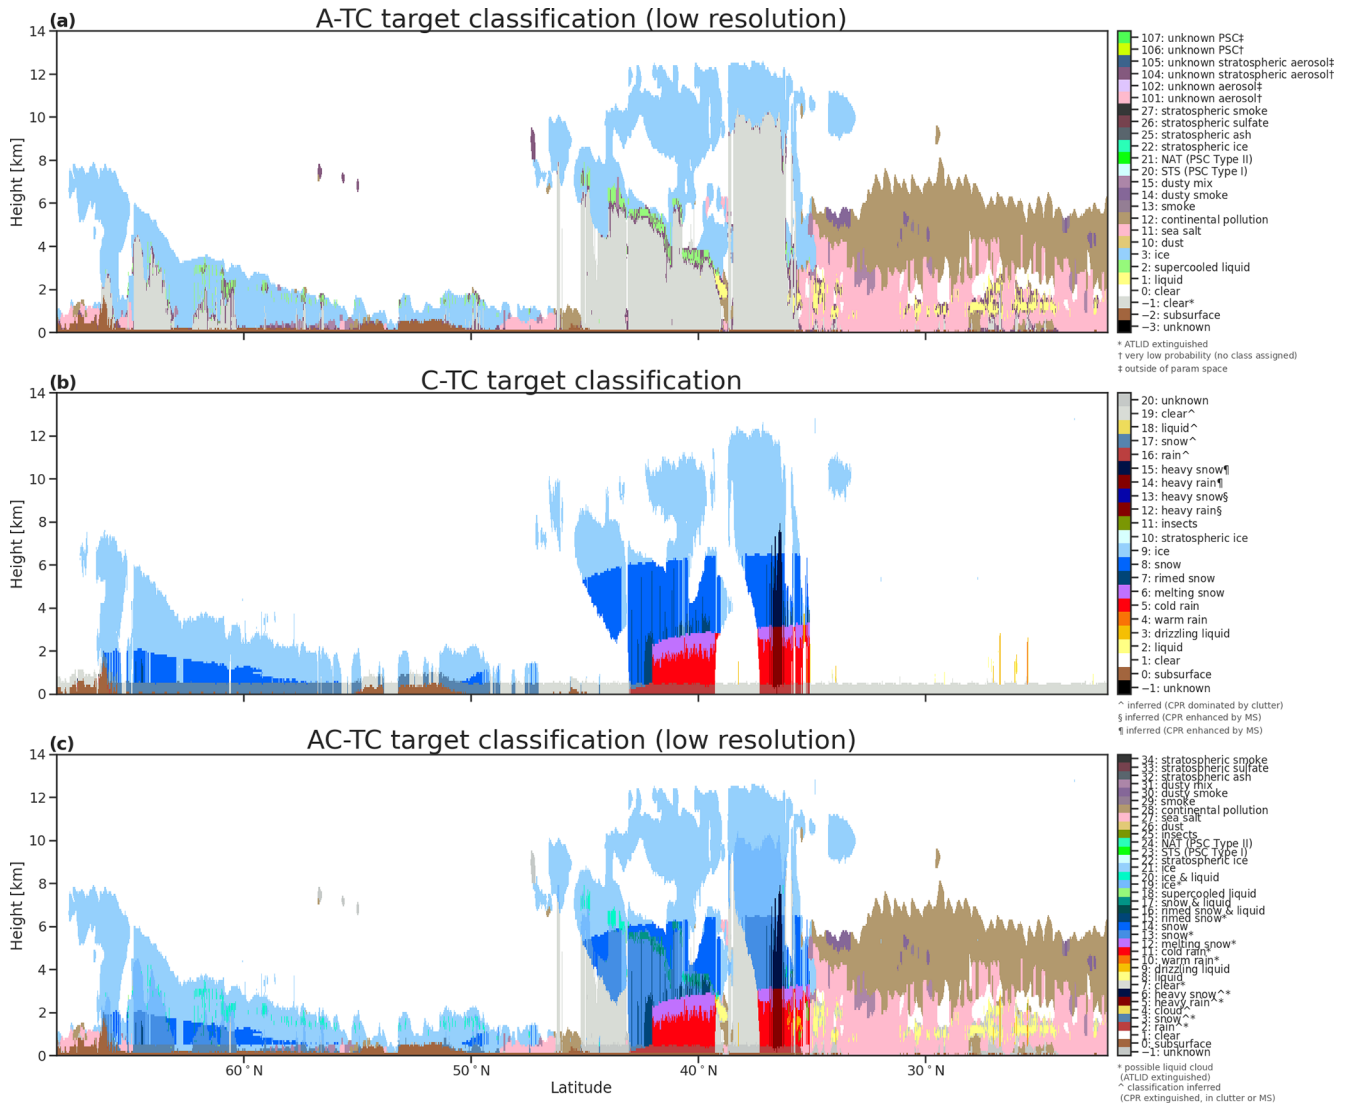 (a)
A-TC target classification (low resolution)
14
12
10
8
6
4
2
0
Height [km]
107: unknown PSC‡
106: unknown PSC†
105: unknown stratospheric aerosol‡
104: unknown stratospheric aerosol†
102: unknown aerosol‡
101: unknown aerosol†
27: stratospheric smoke
26: stratospheric sulfate
25: stratospheric ash
22: stratospheric ice
21: NAT (PSC Type II)
20: STS (PSC Type I)
15: dusty mix
14: dusty smoke
13: smoke
12: continental pollution
11: sea salt
10: dust
3: ice
2: supercooled liquid
1: liquid
0: clear
−1: clear*
−2: subsurface
−3: unknown
* ATLID extinguished
† very low probability (no class assigned)
‡ outside of param space
(b)
C-TC target classification
14
12
10
8
6
4
2
0
Height [km]
20: unknown
19: clear^
18: liquid^
17: snow^
16: rain^
15: heavy snow¶
14: heavy rain¶
13: heavy snow§
12: heavy rain§
11: insects
10: stratospheric ice
9: ice
8: snow
7: rimed snow
6: melting snow
5: cold rain
4: warm rain
3: drizzling liquid
2: liquid
1: clear
0: subsurface
−1: unknown
^ inferred (CPR dominated by clutter)
§ inferred (CPR enhanced by MS)
¶ inferred (CPR enhanced by MS)
(c)
AC-TC target classification (low resolution)
14
12
10
8
6
4
2
0
Height [km]
60°N
50°N
40°N
30°N
Latitude
34: stratospheric smoke
33: stratospheric sulfate
32: stratospheric ash
31: dusty mix
30: dusty smoke
29: smoke
28: continental pollution
27: sea salt
26: dust
25: insects
24: NAT (PSC Type II)
23: STS (PSC Type I)
22: stratospheric ice
21: ice
20: ice & liquid
19: ice*
18: supercooled liquid
17: snow & liquid
16: rimed snow & liquid
15: rimed snow*
14: snow
13: snow*
12: melting snow*
11: cold rain*
10: warm rain*
9: drizzling liquid
8: liquid
7: clear*
6: heavy snow^*
5: heavy rain^*
4: cloud^
3: snow^*
2: rain^*
1: clear
0: subsurface
−1: unknown
* possible liquid cloud
(ATLID extinguished)
^ classification inferred
(CPR extinguished, in clutter or MS)